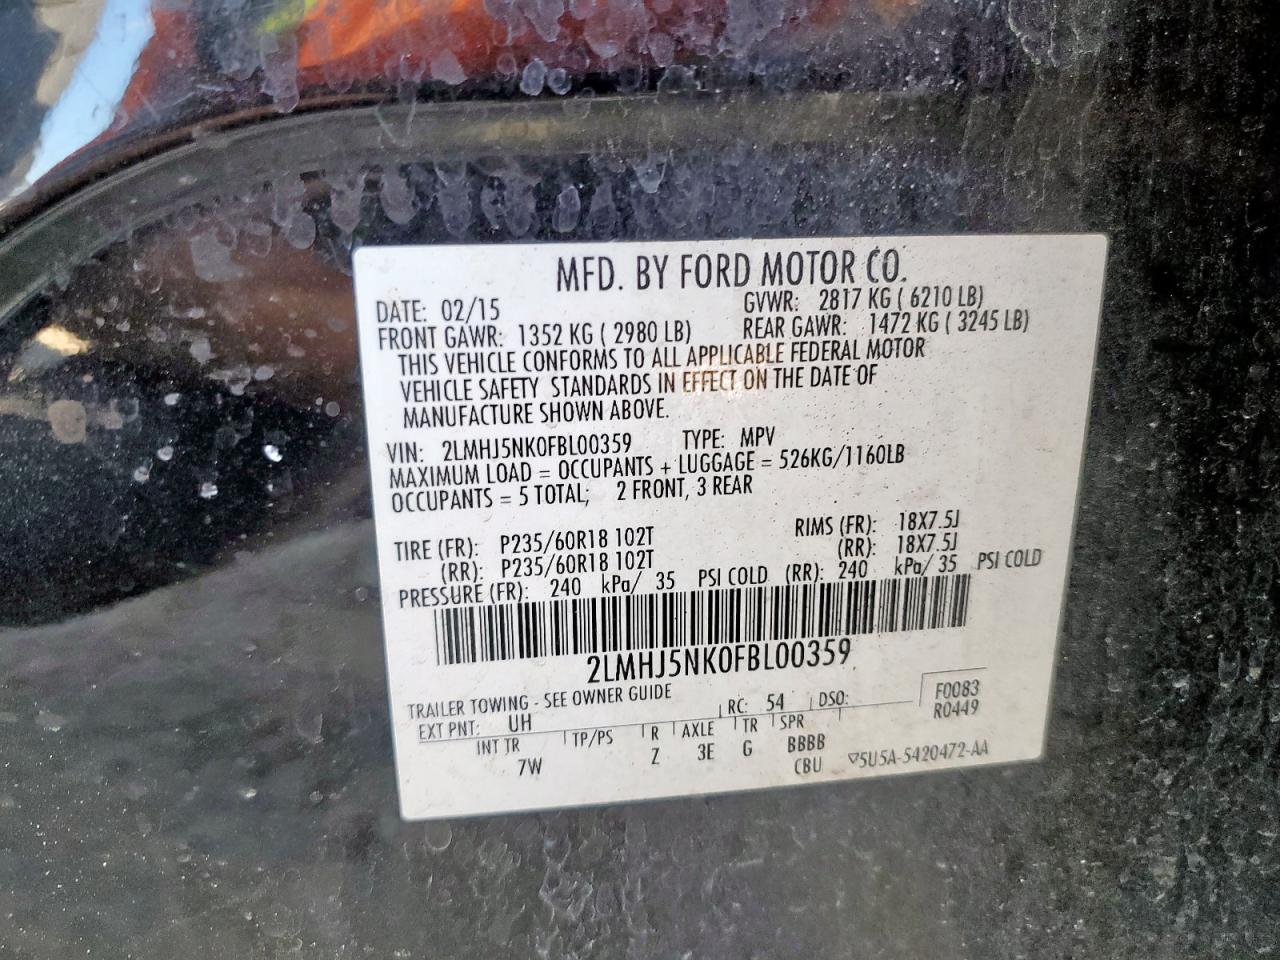 MFD. BY FORD MOTOR CO.
DATE: 02/15 GVWR: 2817 KG ( 6210 LB)
FRONT GAWR: 1352 KG ( 2980 LB) REAR GAWR: 1472 KG ( 3245 LB)
THIS VEHICLE CONFORMS TO ALL APPLICABLE FEDERAL MOTOR
VEHICLE SAFETY STANDARDS IN EFFECT ON THE DATE OF
MANUFACTURE SHOWN ABOVE.
VIN: 2LMHJ5NK0FBL00359 TYPE: MPV
MAXIMUM LOAD = OCCUPANTS + LUGGAGE = 526KG/1160LB
OCCUPANTS = 5 TOTAL; 2 FRONT, 3 REAR
TIRE (FR): P235/60R18 102T RIMS (FR): 18X7.5J
(RR): P235/60R18 102T (RR): 18X7.5J
PRESSURE (FR): 240 kPa/ 35 PSI COLD (RR): 240 kPa/ 35 PSI COLD
2LMHJ5NK0FBL00359
TRAILER TOWING - SEE OWNER GUIDE
EXT PNT: UH RC: 54 DSO: F0083
R0449
INT TR TP/PS R AXLE TR SPR
7W Z 3E G BBBB
CBU ▽5U5A-5420472-AA